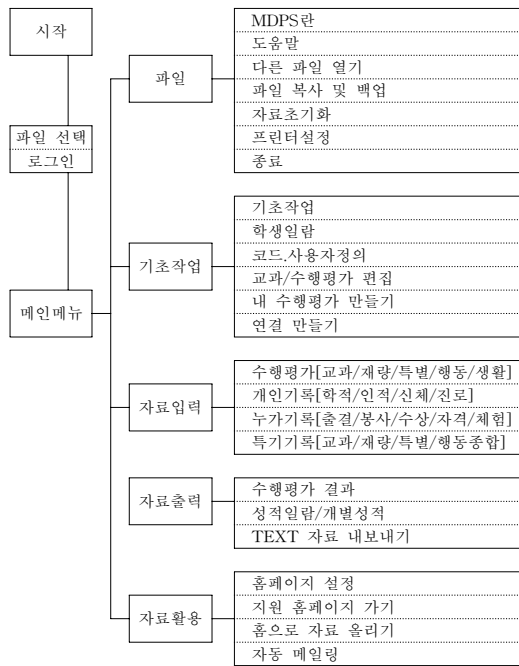 시작
파일 선택
로그인
메인메뉴
파일
MDPS란
도움말
다른 파일 열기
파일 복사 및 백업
자료초기화
프린터설정
종료
기초작업
기초작업
학생일람
코드.사용자정의
교과/수행평가 편집
내 수행평가 만들기
연결 만들기
자료입력
수행평가[교과/재량/특별/행동/생활]
개인기록[학적/인적/신체/진로]
누가기록[출결/봉사/수상/자격/체험]
특기기록[교과/재량/특별/행동종합]
자료출력
수행평가 결과
성적일람/개별성적
TEXT 자료 내보내기
자료활용
홈페이지 설정
지원 홈페이지 가기
홈으로 자료 올리기
자동 메일링